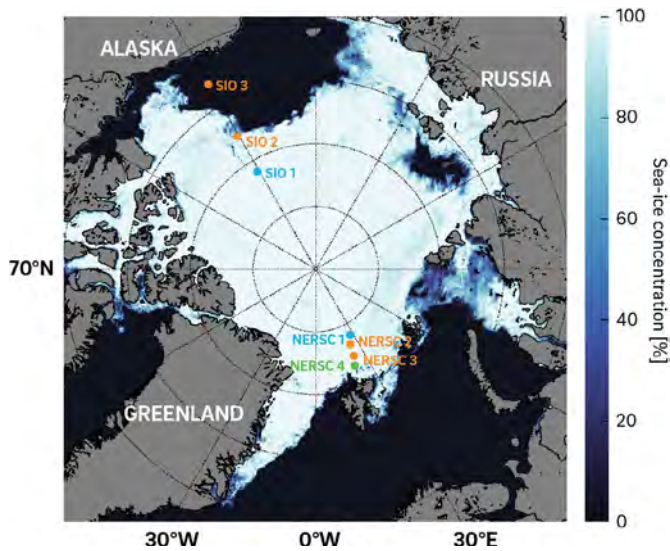 ALASKA
RUSSIA
SIO 3
SIO 2
SIO 1
70°N
NERSC 1
NERSC 2
NERSC 3
NERSC 4
GREENLAND
30°W
0°W
30°E
100
80
60
40
20
0
Sea-ice concentration [%]